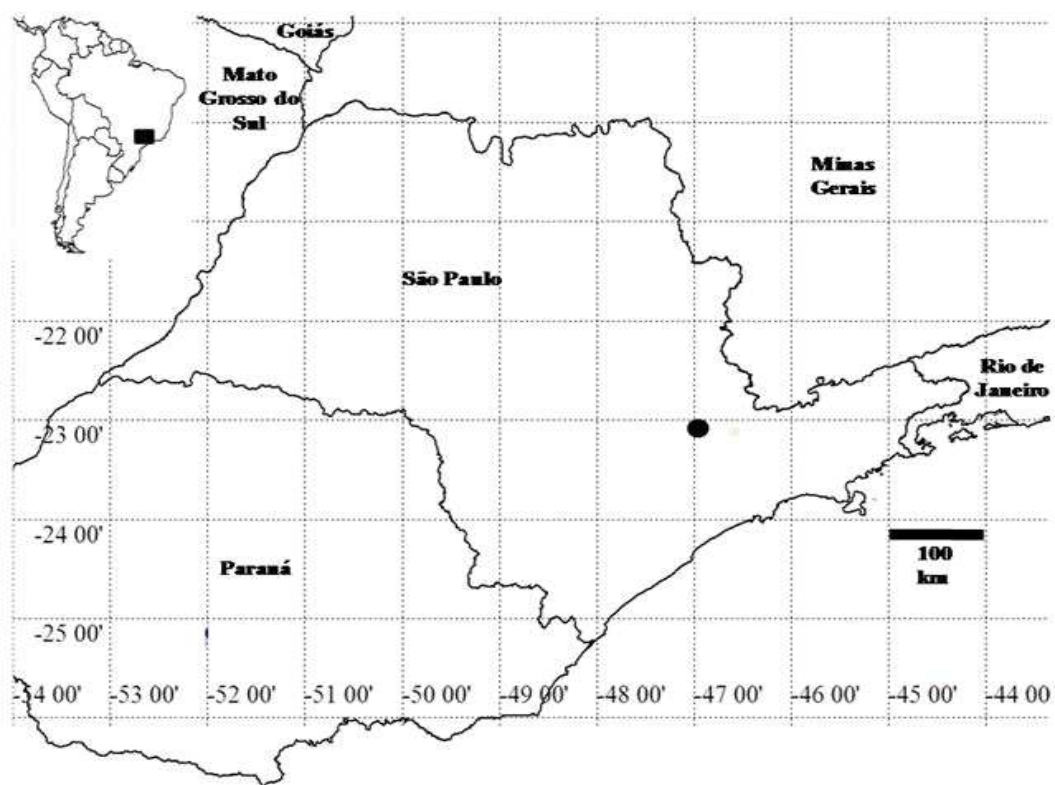 Goiás
Mato
Grosso do
Sul
Minas
Gerais
São Paulo
-22 00'
Rio de
Janeiro
-23 00'
-24 00'
100
km
Paraná
-25 00'
-54 00' -53 00' -52 00' -51 00' -50 00' -49 00' -48 00' -47 00' -46 00' -45 00' -44 00